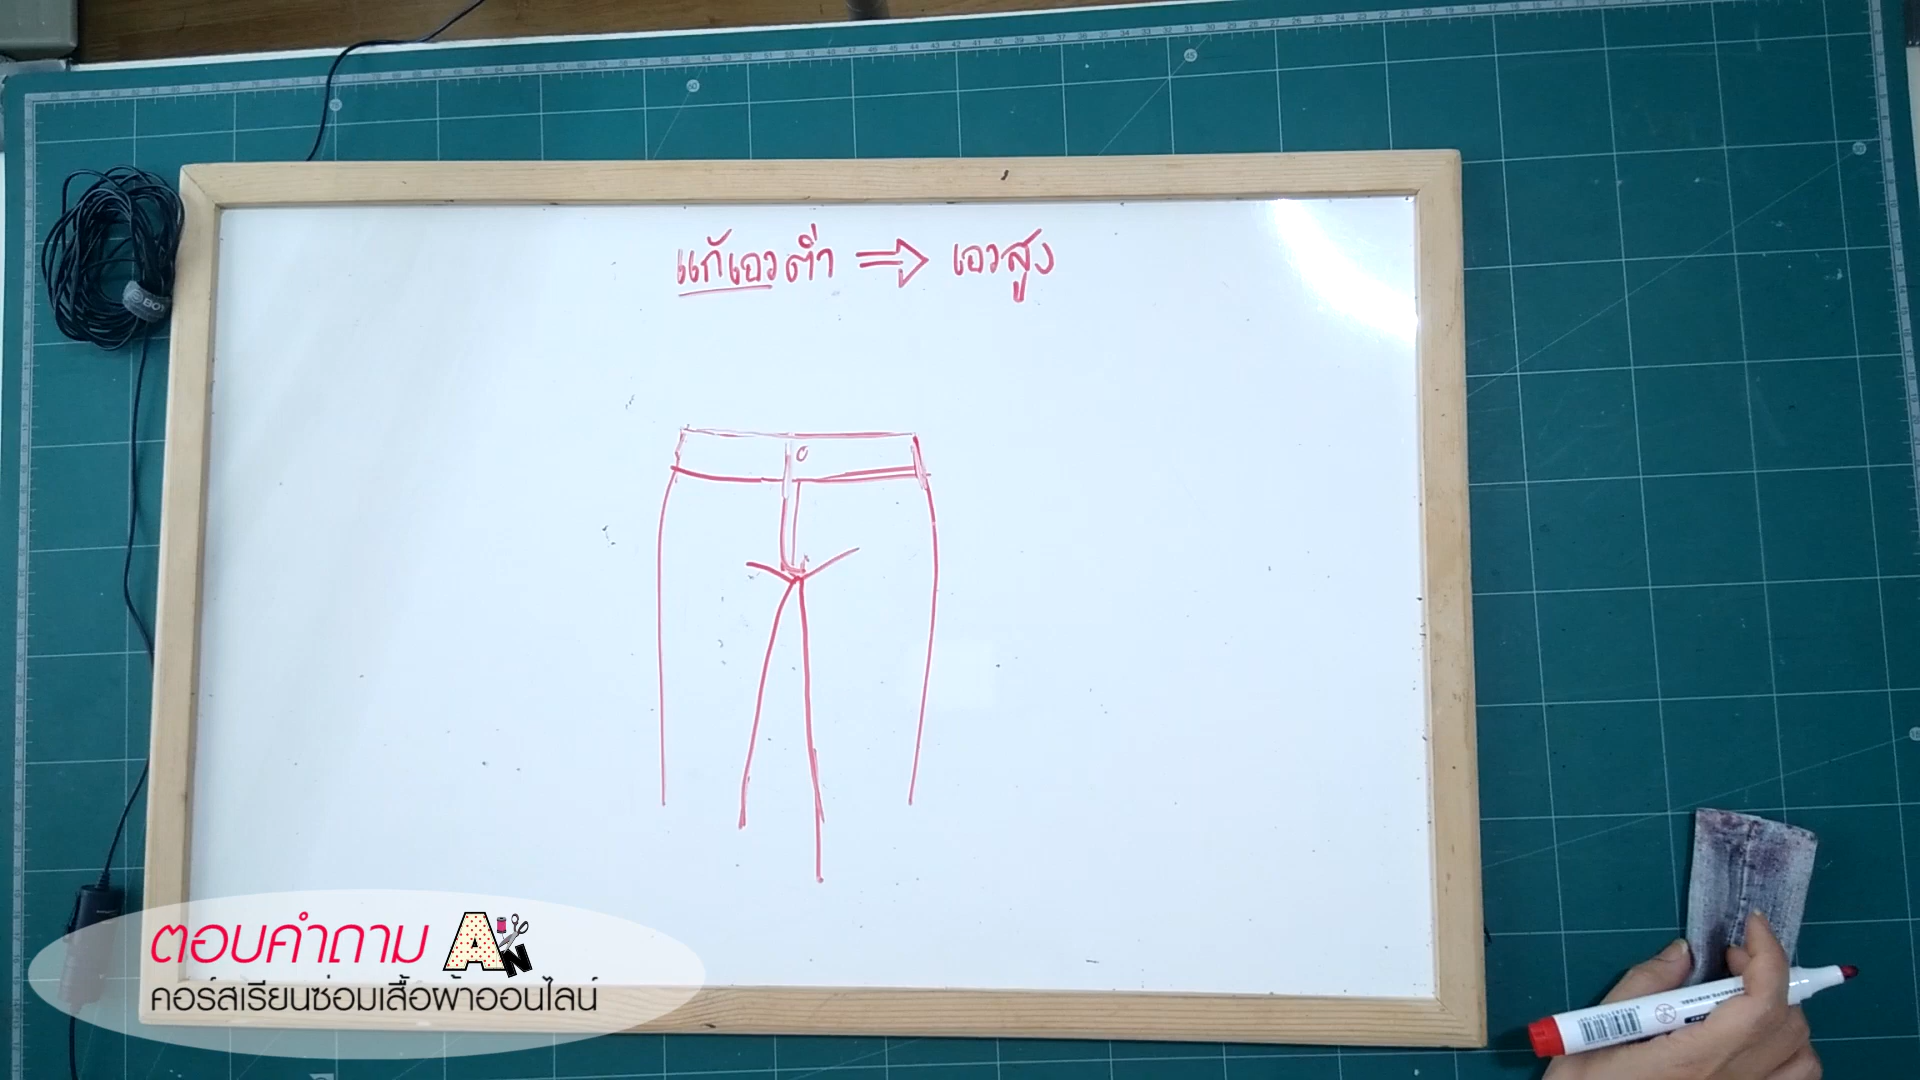 แก้เอวต่ำ ⇒ เอวสูง
ตอบคำถาม AN
คอร์สเรียนซ่อมเสื้อผ้าออนไลน์